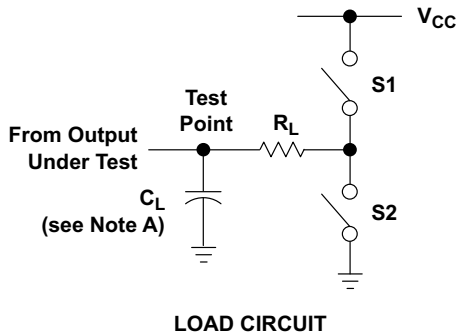 VCC
S1
Test
Point
RL
From Output
Under Test
CL
(see Note A)
S2
LOAD CIRCUIT